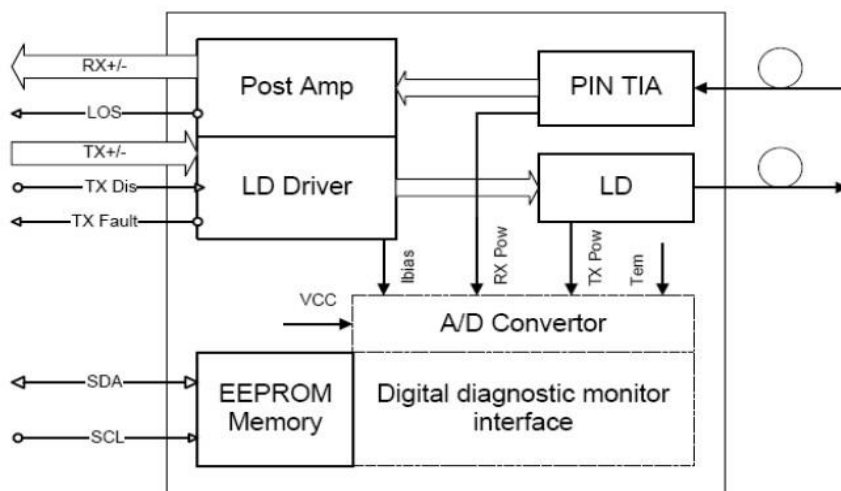 RX+/-
Post Amp
PIN TIA
LOS
TX+/-
TX Dis
LD Driver
LD
TX Fault
Ibias
RX Pow
TX Pow
Tem
VCC
A/D Convertor
SDA
EEPROM
Memory
Digital diagnostic monitor
interface
SCL